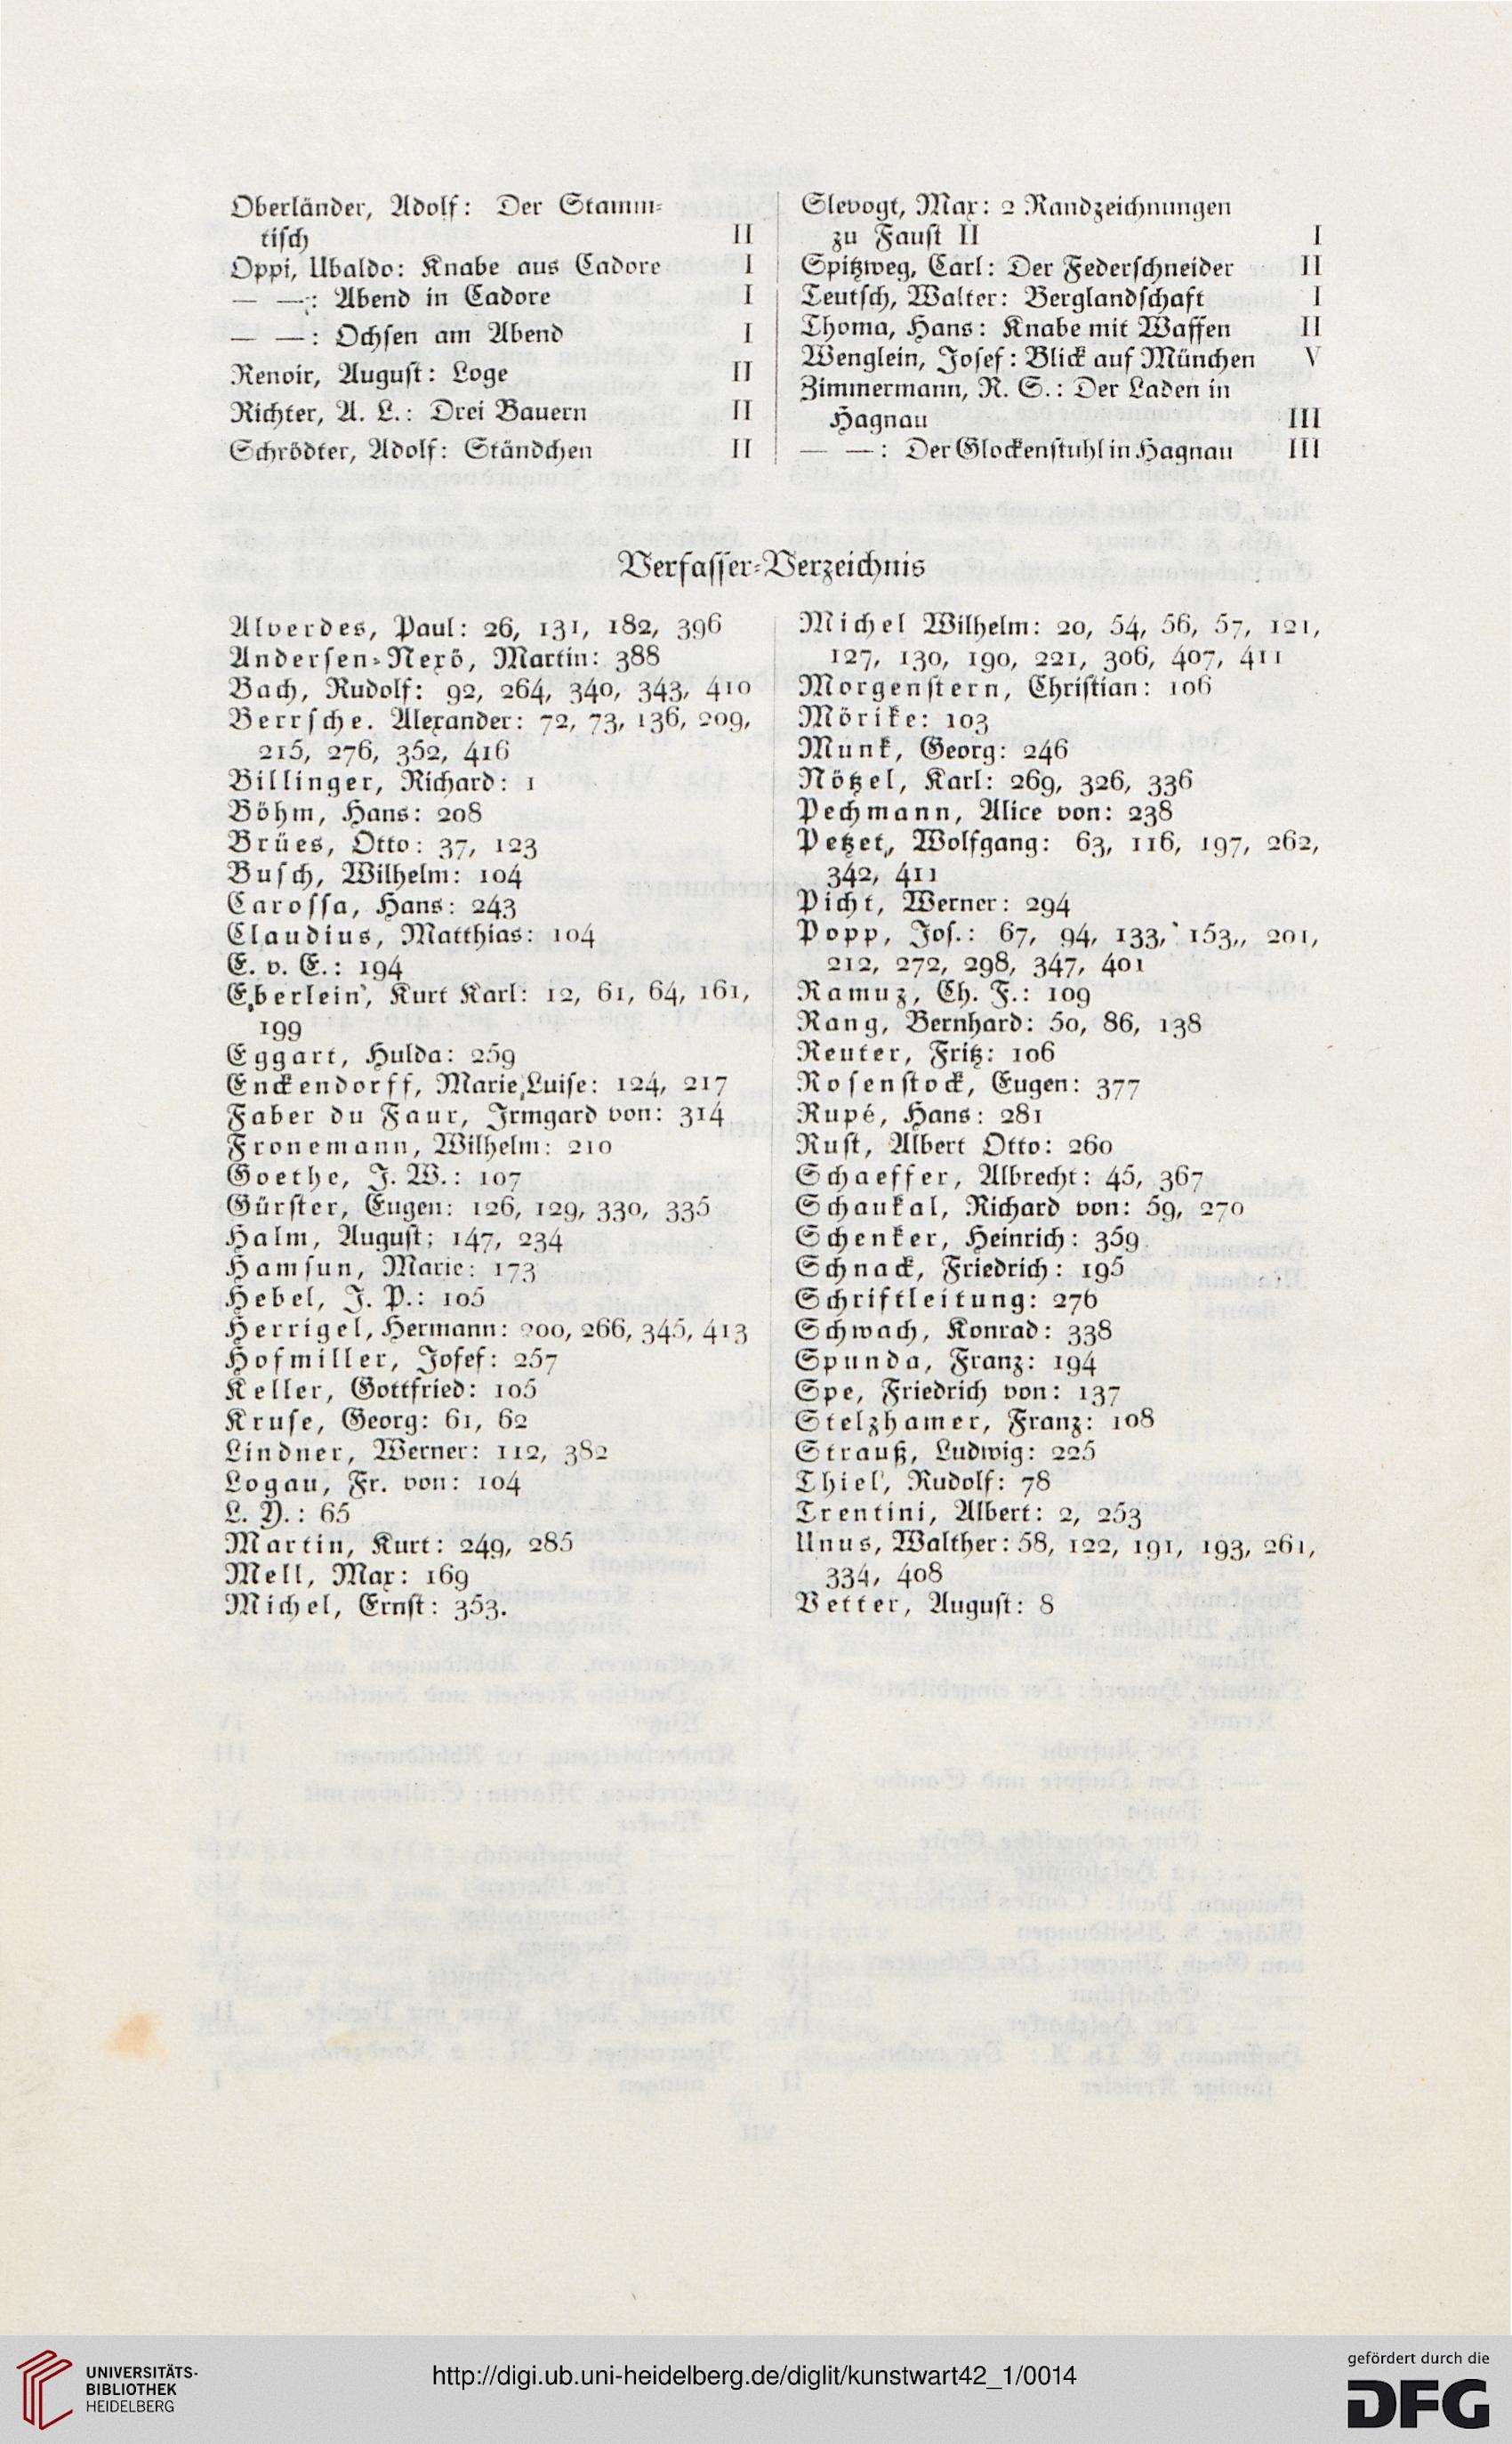 Oberländer, Adolf: Der Stamm-
tisch II
Oppi, Ubaldo: Knabe aus Cadore I
— —: Abend in Cadore I
— —: Ochsen am Abend I
Renoir, August: Loge II
Richter, A. L.: Drei Bauern II
Schrödter, Adolf: Ständchen II
Slevogt, Max: 2 Randzeichnungen
zu Faust II I
Spitzweg, Carl: Der Federschneider II
Teutsch, Walter: Berglandschaft I
Thoma, Hans: Knabe mit Waffen II
Wenglein, Josef: Blick auf München V
Zimmermann, R. S.: Der Laden in
Hagnau III
— —: Der Glockenstuhl in Hagnau III
Verfasser-Verzeichnis
Alverdes, Paul: 26, 131, 182, 396
Andersen-Nexö, Martin: 388
Bach, Rudolf: 92, 264, 340, 343, 410
Berrsche. Alexander: 72, 73, 136, 209,
215, 276, 352, 416
Billinger, Richard: 1
Böhm, Hans: 208
Brües, Otto: 37, 123
Busch, Wilhelm: 104
Carossa, Hans: 243
Claudius, Matthias: 104
E. v. E.: 194
Eberlein, Kurt Karl: 12, 61, 64, 161,
199
Eggart, Hulda: 259
Enckendorff, Marie Luise: 124, 217
Faber du Faur, Irmgard von: 314
Fronemann, Wilhelm: 210
Goethe, J. W.: 107
Gürster, Eugen: 126, 129, 330, 335
Halm, August; 147, 234
Hamsun, Marie: 173
Hebel, J. P.: 105
Herrigel, Hermann: 200, 266, 345, 413
Hofmiller, Josef: 257
Keller, Gottfried: 105
Kruse, Georg: 61, 62
Lindner, Werner: 112, 382
Logau, Fr. von: 104
L. Y.: 65
Martin, Kurt: 249, 285
Mell, Max: 169
Michel, Ernst: 353.
Michel Wilhelm: 20, 54, 56, 57, 121,
127, 130, 190, 221, 306, 407, 411
Morgenstern, Christian: 106
Mörike: 103
Munk, Georg: 246
Nötzel, Karl: 269, 326, 336
Pechmann, Alice von: 238
Petzet, Wolfgang: 63, 116, 197, 262,
342, 411
Picht, Werner: 294
Popp, Jos.: 67, 94, 133, 153,, 201,
212, 272, 298, 347, 401
Ramuz, Ch. F.: 109
Rang, Bernhard: 50, 86, 138
Reuter, Fritz: 106
Rosenstock, Eugen: 377
Rupé, Hans: 281
Rust, Albert Otto: 260
Schaeffer, Albrecht: 45, 367
Schaukal, Richard von: 59, 270
Schenker, Heinrich: 359
Schnack, Friedrich: 195
Schriftleitung: 276
Schwach, Konrad: 338
Spunda, Franz: 194
Spe, Friedrich von: 137
Stelzhamer, Franz: 108
Strauß, Ludwig: 225
Thiel, Rudolf: 78
Trentini, Albert: 2, 253
Unus, Walther: 58, 122, 191, 193, 261,
334, 408
Vetter, August: 8
UNIVERSITÄTS-
BIBLIOTHEK
HEIDELBERG
http://digi.ub.uni-heidelberg.de/diglit/kunstwart42_1/0014
gefördert durch die
DFG